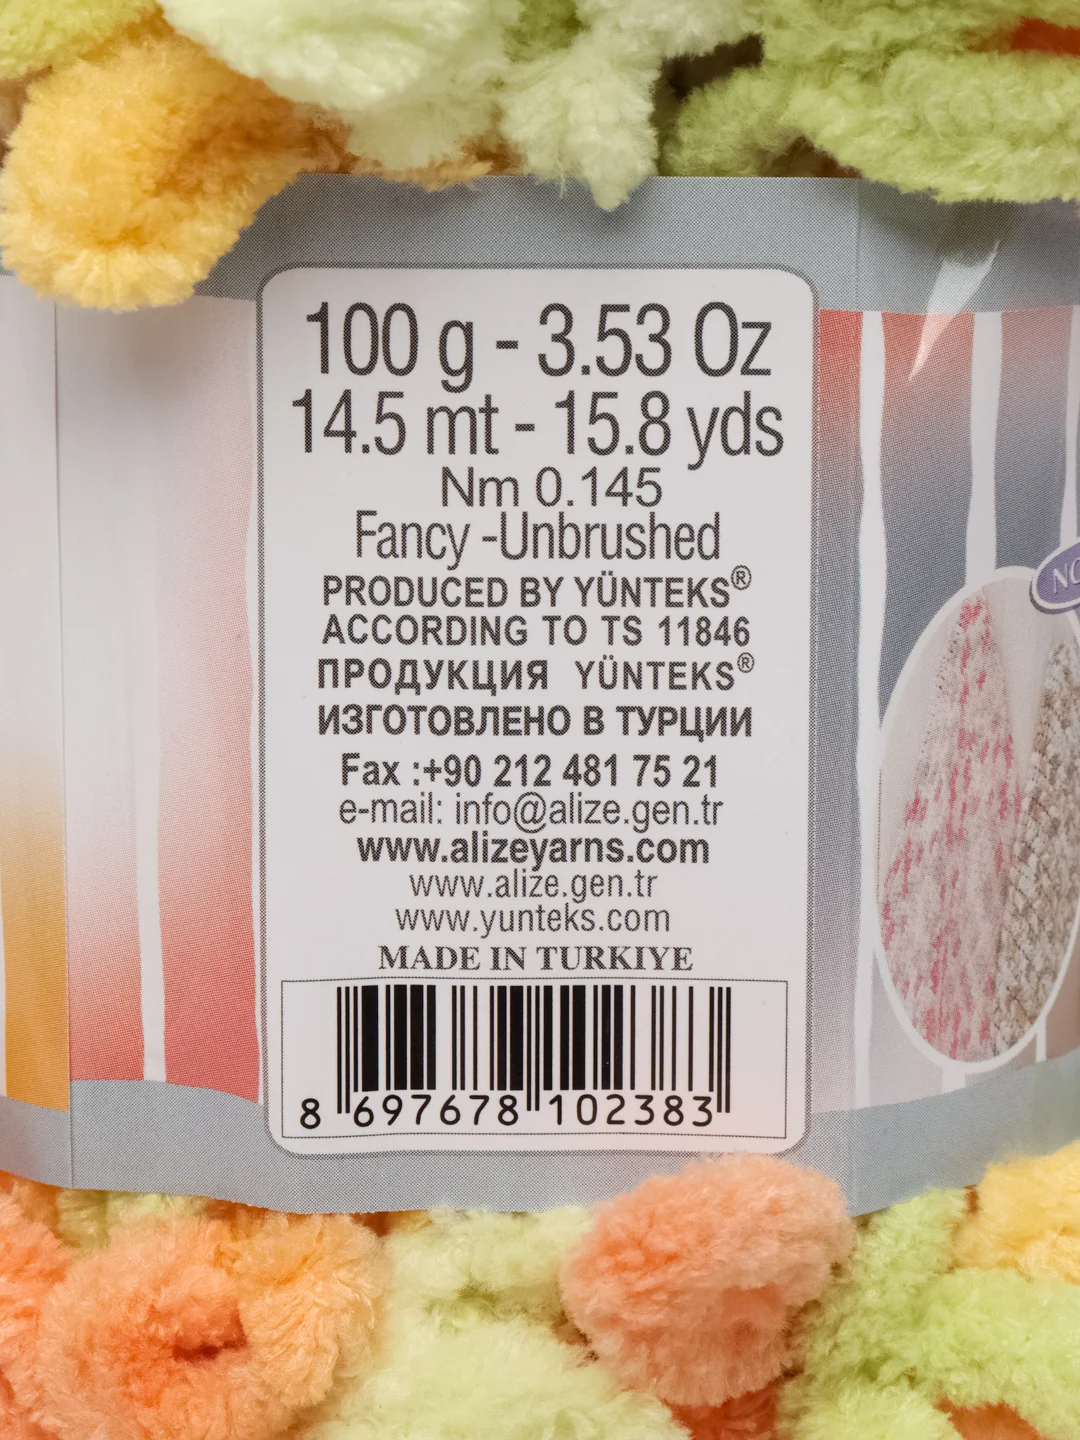 100 g - 3.53 Oz
14.5 mt - 15.8 yds
Nm 0.145
Fancy -Unbrushed
PRODUCED BY YÜNTEKS®
ACCORDING TO TS 11846
ПРОДУКЦИЯ YÜNTEKS®
ИЗГОТОВЛЕНО В ТУРЦИИ
Fax :+90 212 481 75 21
e-mail: info@alize.gen.tr
www.alizeyarns.com
www.alize.gen.tr
www.yunteks.com
MADE IN TURKIYE
8 697678 102383